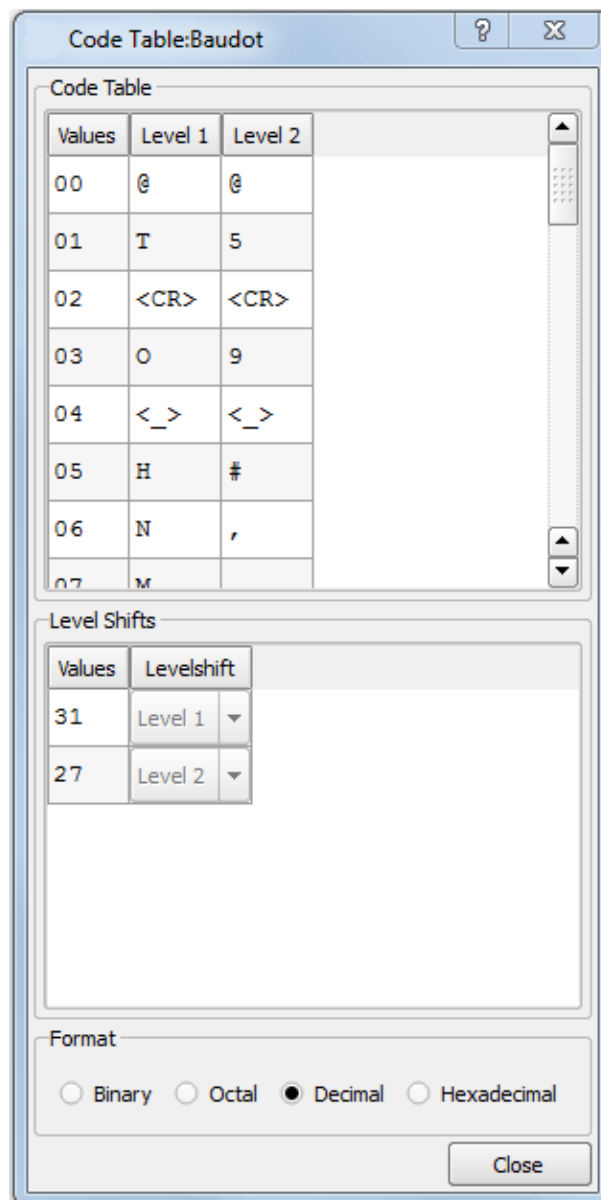 Code Table:Baudot
Code Table
Values Level 1 Level 2
00 @ @
01 T 5
02 <CR> <CR>
03 O 9
04 <_> <_>
05 H #
06 N ,
07 M
Level Shifts
Values Levelshift
31 Level 1
27 Level 2
Format
Binary Octal Decimal Hexadecimal
Close